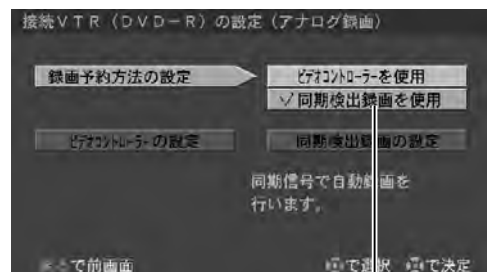 接続VTR(DVD-R)の設定(アナログ録画)
録画予約方法の設定
ビデオコントローラーを使用
✓同期検出録画を使用
ビデオコントローラーの設定
同期検出録画の設定
同期信号で自動録画を
行います。
で前画面
で選択
で決定